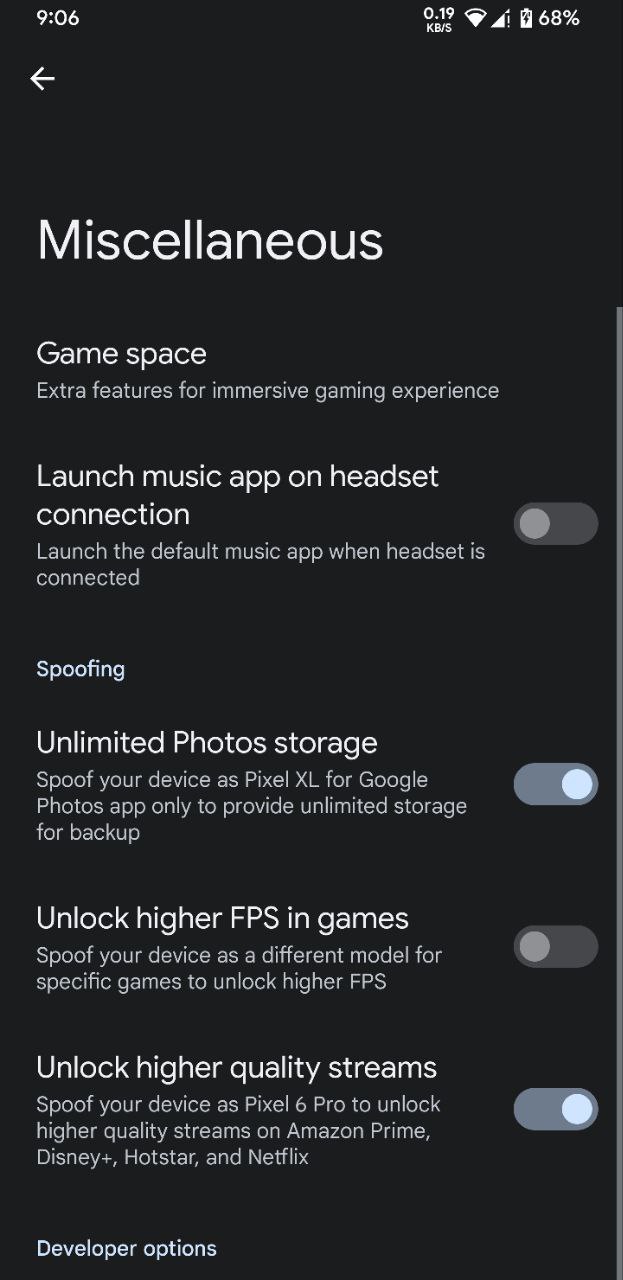 9:06
0.19
KB/S
68%
Miscellaneous
Game space
Extra features for immersive gaming experience
Launch music app on headset
connection
Launch the default music app when headset is
connected
Spoofing
Unlimited Photos storage
Spoof your device as Pixel XL for Google
Photos app only to provide unlimited storage
for backup
Unlock higher FPS in games
Spoof your device as a different model for
specific games to unlock higher FPS
Unlock higher quality streams
Spoof your device as Pixel 6 Pro to unlock
higher quality streams on Amazon Prime,
Disney+, Hotstar, and Netflix
Developer options